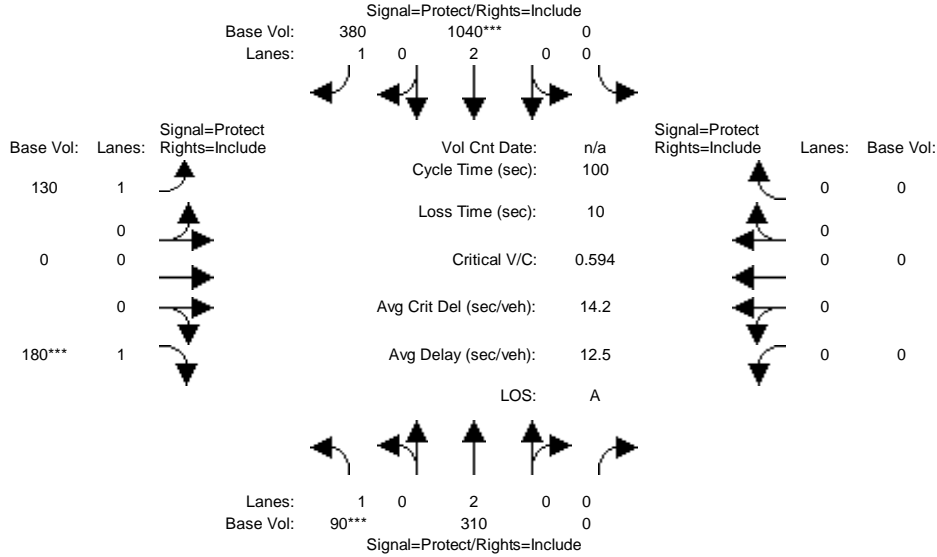 Signal=Protect/Rights=Include
Base Vol: 380 1040*** 0
Lanes: 1 0 2 0 0
Signal=Protect Signal=Protect
Base Vol: Lanes: Rights=Include Vol Cnt Date: n/a Rights=Include Lanes: Base Vol:
Cycle Time (sec): 100
130 1 0 0
Loss Time (sec): 10
0 0
0 0 Critical V/C: 0.594 0 0
0 Avg Crit Del (sec/veh): 14.2 0
180*** 1 Avg Delay (sec/veh): 12.5 0 0
LOS: A
Lanes: 1 0 2 0 0
Base Vol: 90*** 310 0
Signal=Protect/Rights=Include